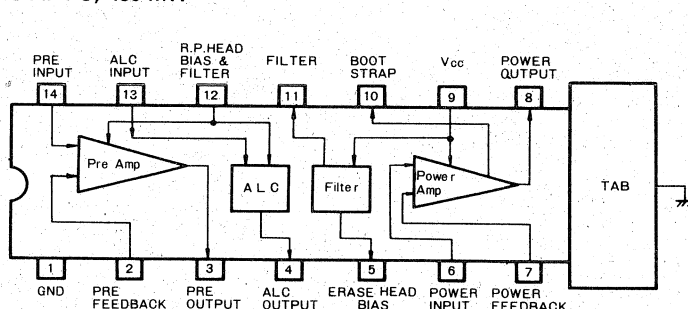 R.P.HEAD
PRE
INPUT
ALC
INPUT
BIAS &
FILTER
FILTER
BOOT
STRAP
Vcc
POWER
OUTPUT
14
13
12
11
10
9
8
Pre Amp
ALC
Filter
Power
Amp
TAB
1
2
3
4
5
6
7
GND
PRE
FEEDBACK
PRE
OUTPUT
ALC
OUTPUT
ERASE HEAD
BIAS
POWER
INPUT
POWER
FEEDBACK